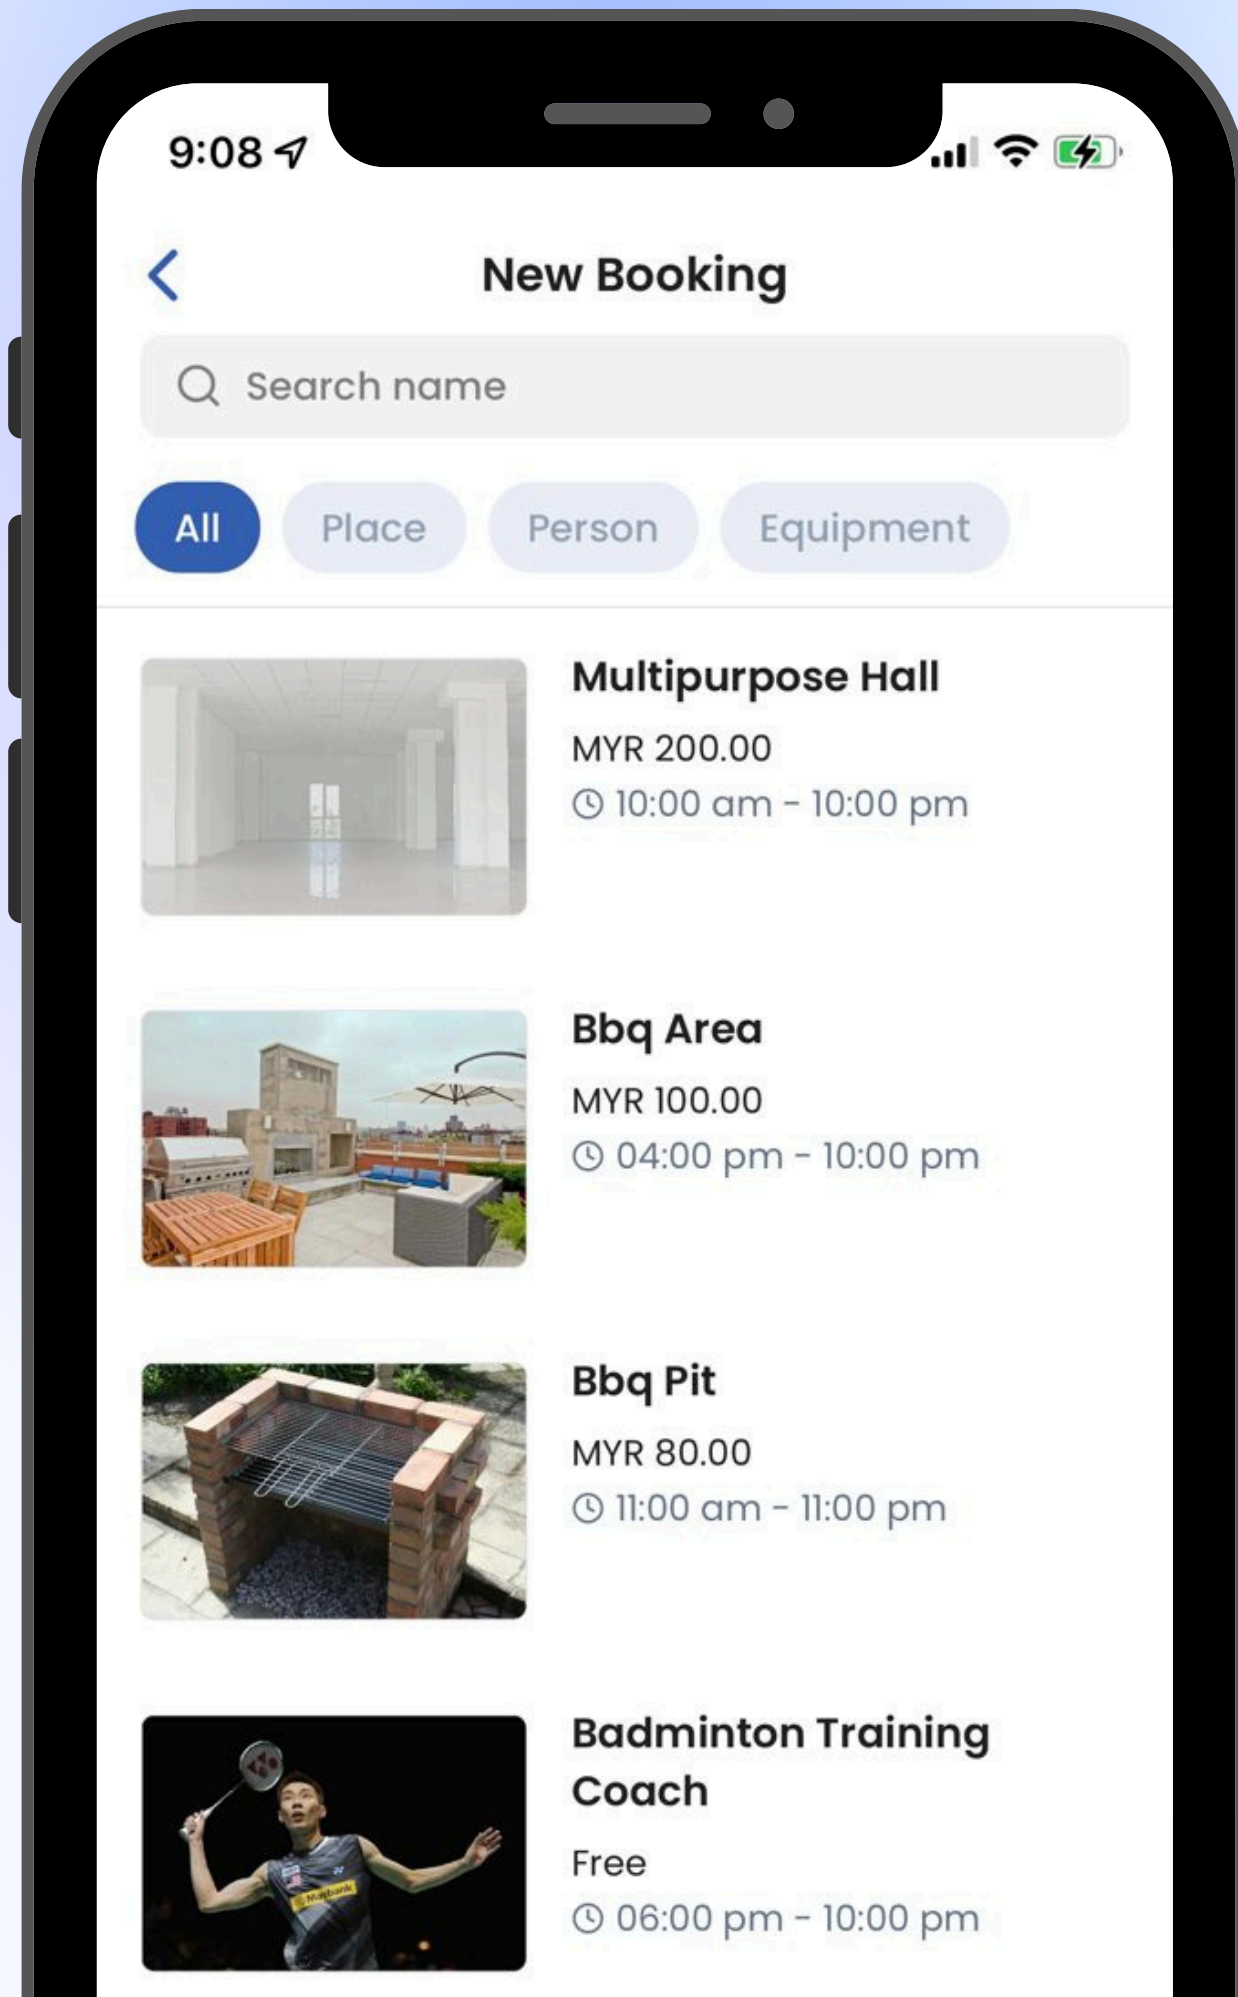 9:08
New Booking
Search name
All Place Person Equipment
Multipurpose Hall
MYR 200.00
10:00 am - 10:00 pm
Bbq Area
MYR 100.00
04:00 pm - 10:00 pm
Bbq Pit
MYR 80.00
11:00 am - 11:00 pm
Badminton Training
Coach
Free
06:00 pm - 10:00 pm
Maybank